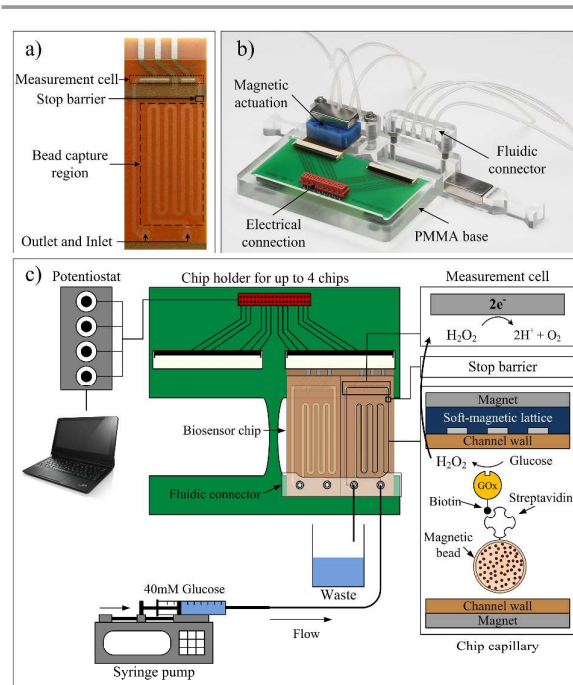 a)
Measurement cell
Stop barrier
Bead capture
region
Outlet and Inlet
b)
Magnetic
actuation
Fluidic
connector
Electrical
connection
PMMA base
c)
Potentiostat
Chip holder for up to 4 chips
Biosensor chip
Fluidic connector
Waste
40mM Glucose
Flow
Syringe pump
Measurement cell
2e-
H2O2
2H+ + O2
Stop barrier
Magnet
Soft-magnetic lattice
Channel wall
H2O2
Glucose
GOx
Biotin
Streptavidin
Magnetic
bead
Channel wall
Magnet
Chip capillary